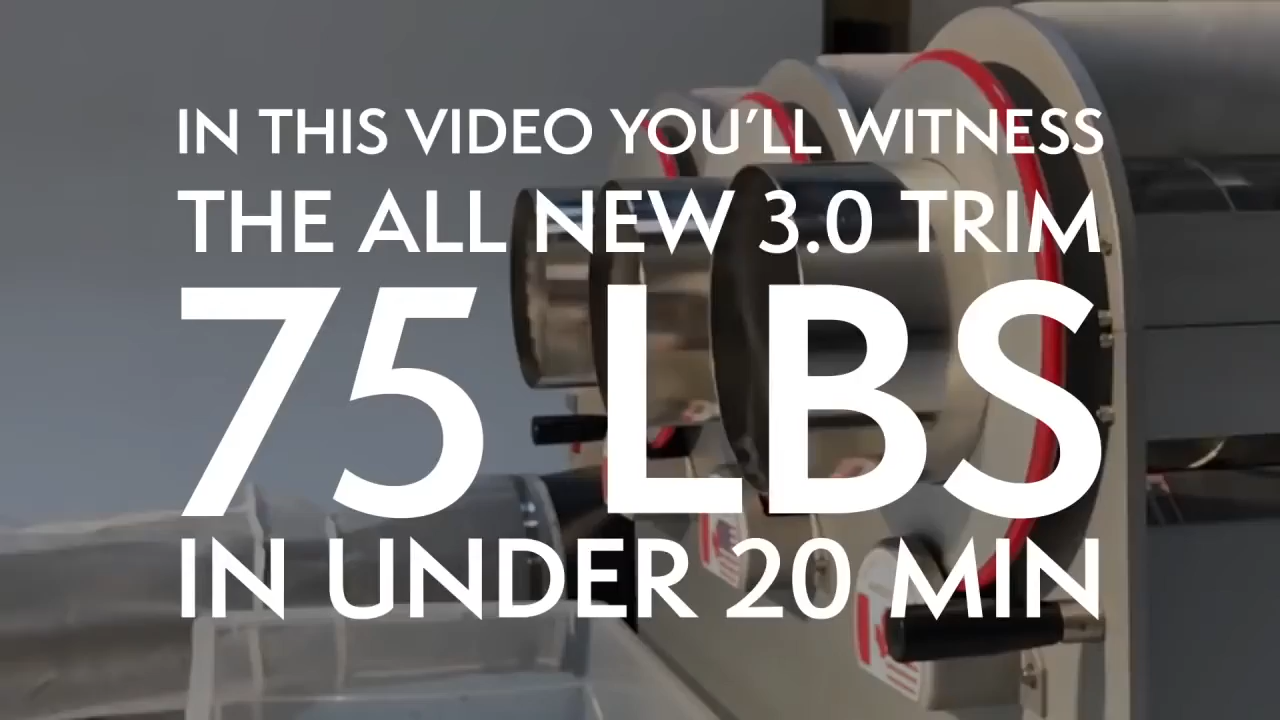 IN THIS VIDEO YOU'LL WITNESS
THE ALL NEW 3.0 TRIM
75 LBS
IN UNDER 20 MIN